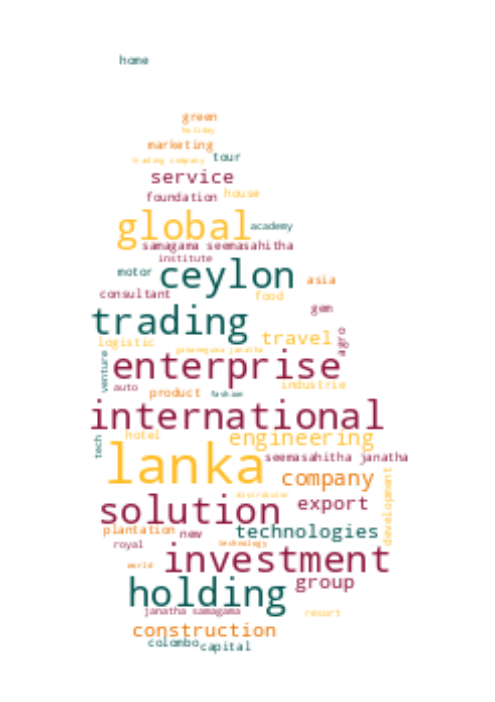 home
green
holiday
marketing
trading company tour
service
foundation house
global academy
samagama seemasahitha
institute
motor ceylon asia
consultant food
trading gem
logistic travel agro
yananeguna janatha
venture enterprise
auto product fashion industrie
international
tech hotel engineering
lanka seemasahitha janatha
company development
distributor
solution export
plantation new technologies
royal technology
investment
world
holding group
janatha samagama resort
construction
colombo capital